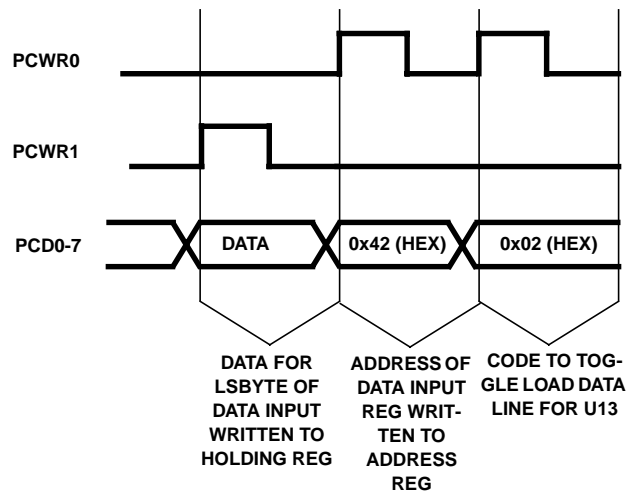 PCWR0
PCWR1
PCD0-7
DATA
0x42 (HEX)
0x02 (HEX)
DATA FOR
LSBYTE OF
DATA INPUT
WRITTEN TO
HOLDING REG
ADDRESS OF
DATA INPUT
REG WRIT-
TEN TO
ADDRESS
REG
CODE TO TOG-
GLE LOAD DATA
LINE FOR U13